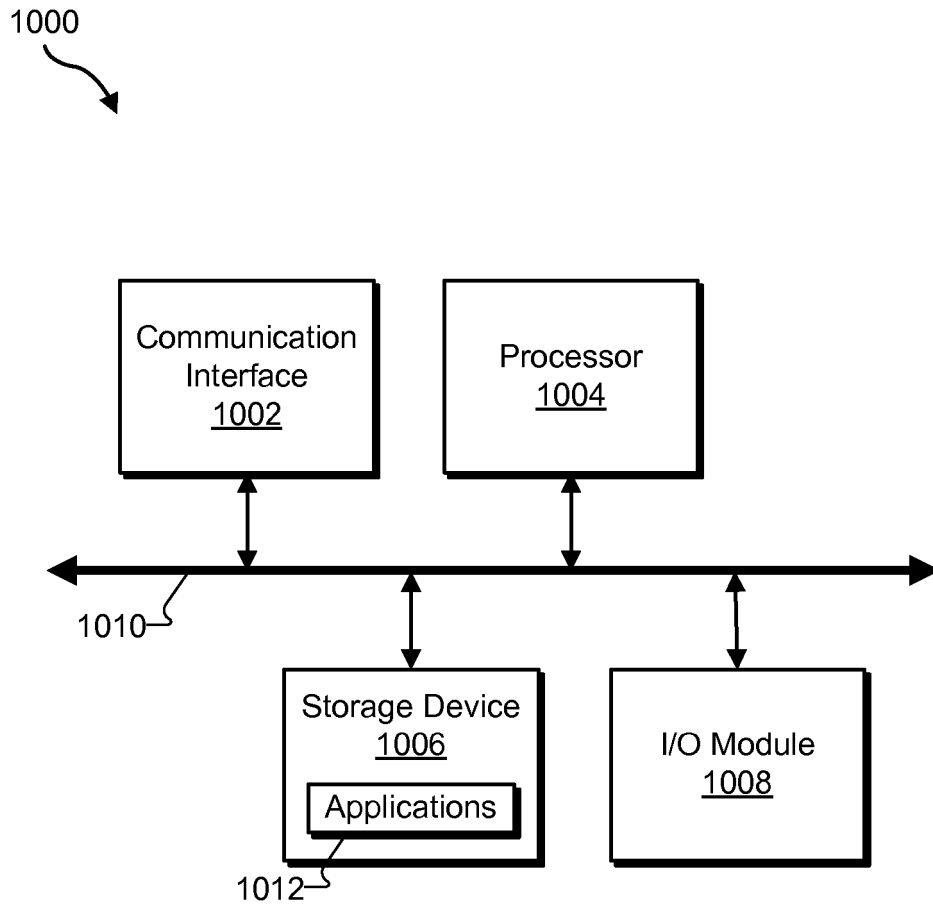 1000
Communication
Interface
1002
Processor
1004
1010
Storage Device
1006
Applications
1012
I/O Module
1008